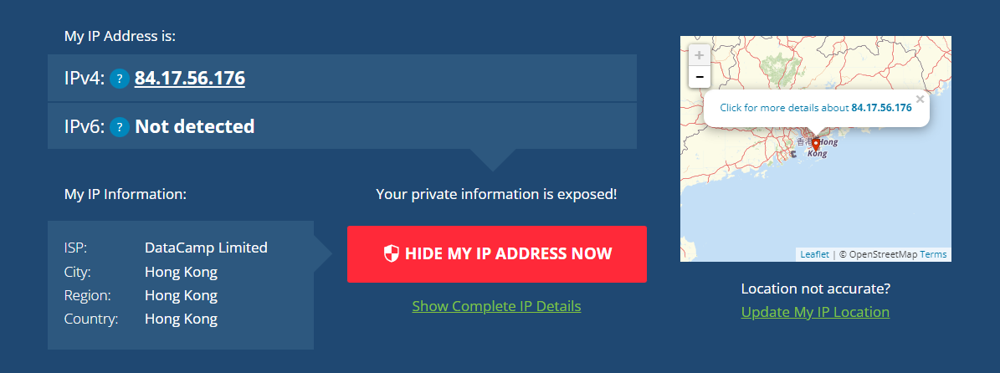 My IP Address is:
IPv4: ? 84.17.56.176
IPv6: ? Not detected
My IP Information:
ISP: DataCamp Limited
City: Hong Kong
Region: Hong Kong
Country: Hong Kong
Your private information is exposed!
HIDE MY IP ADDRESS NOW
Show Complete IP Details
+
−
Click for more details about 84.17.56.176
×
香港 Hong
Kong
Leaflet | © OpenStreetMap Terms
Location not accurate?
Update My IP Location